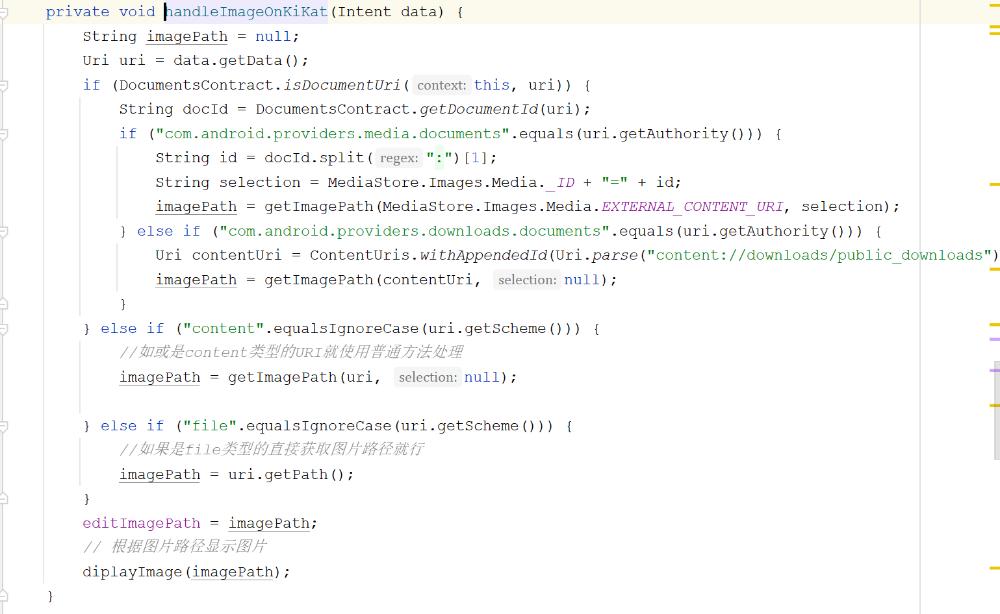 private void handleImageOnKiKat(Intent data) {
String imagePath = null;
Uri uri = data.getData();
if (DocumentsContract.isDocumentUri( context: this, uri)) {
String docId = DocumentsContract.getDocumentId(uri);
if ("com.android.providers.media.documents".equals(uri.getAuthority())) {
String id = docId.split( regex: ":")[1];
String selection = MediaStore.Images.Media._ID + "=" + id;
imagePath = getImagePath(MediaStore.Images.Media.EXTERNAL_CONTENT_URI, selection);
} else if ("com.android.providers.downloads.documents".equals(uri.getAuthority())) {
Uri contentUri = ContentUris.withAppendedId(Uri.parse("content://downloads/public_downloads")
imagePath = getImagePath(contentUri, selection: null);
}
} else if ("content".equalsIgnoreCase(uri.getScheme())) {
//如或是content类型的URI就使用普通方法处理
imagePath = getImagePath(uri, selection: null);
} else if ("file".equalsIgnoreCase(uri.getScheme())) {
//如果是file类型的直接获取图片路径就行
imagePath = uri.getPath();
}
editImagePath = imagePath;
// 根据图片路径显示图片
diplayImage(imagePath);
}